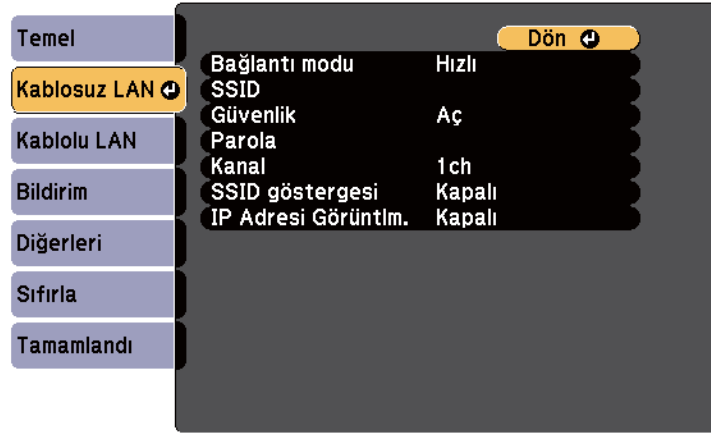 Temel
Kablosuz LAN
Kablolu LAN
Bildirim
Diğerleri
Sıfırla
Tamamlandı
Dön
Bağlantı modu Hızlı
SSID
Güvenlik Aç
Parola
Kanal 1ch
SSID göstergesi Kapalı
IP Adresi Görüntlm. Kapalı